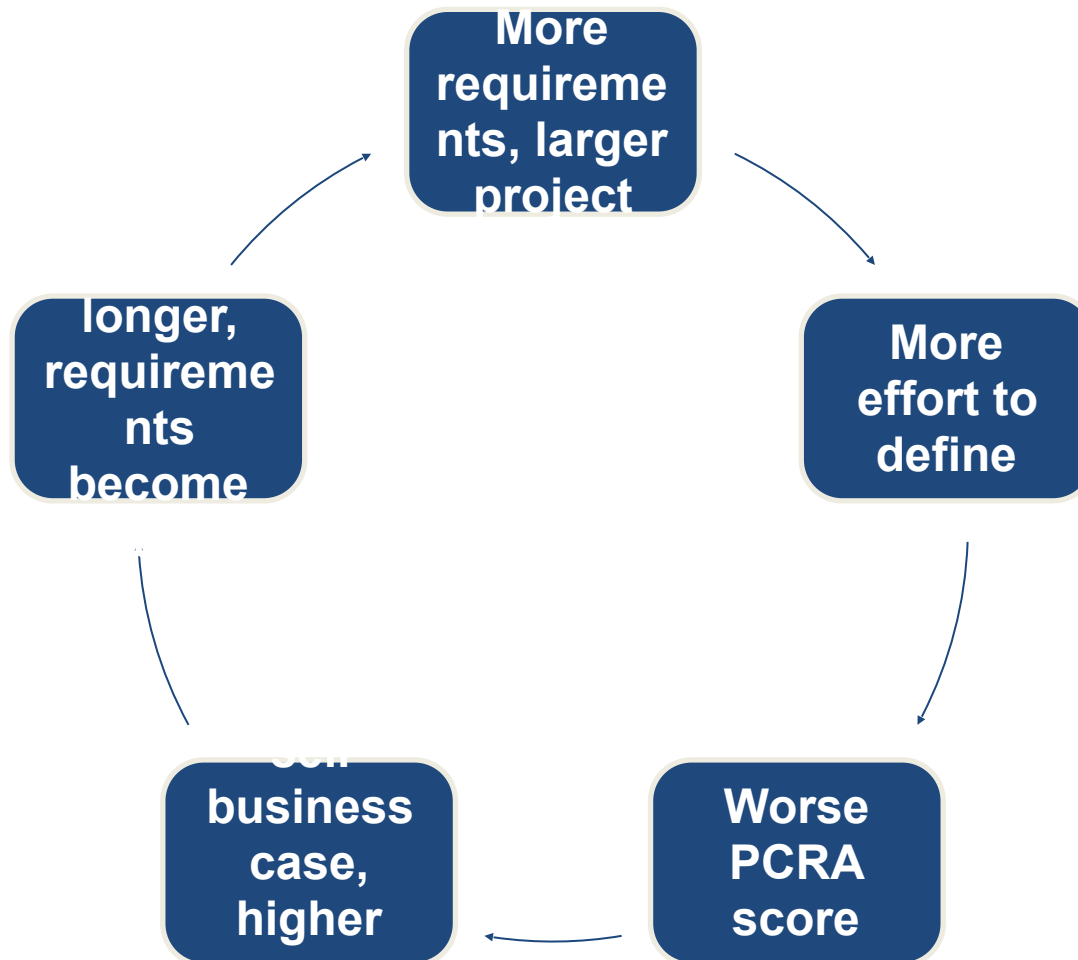 More
requireme
nts, larger
project
More
effort to
define
Worse
PCRA
score
sell
business
case,
higher
longer,
requireme
nts
become